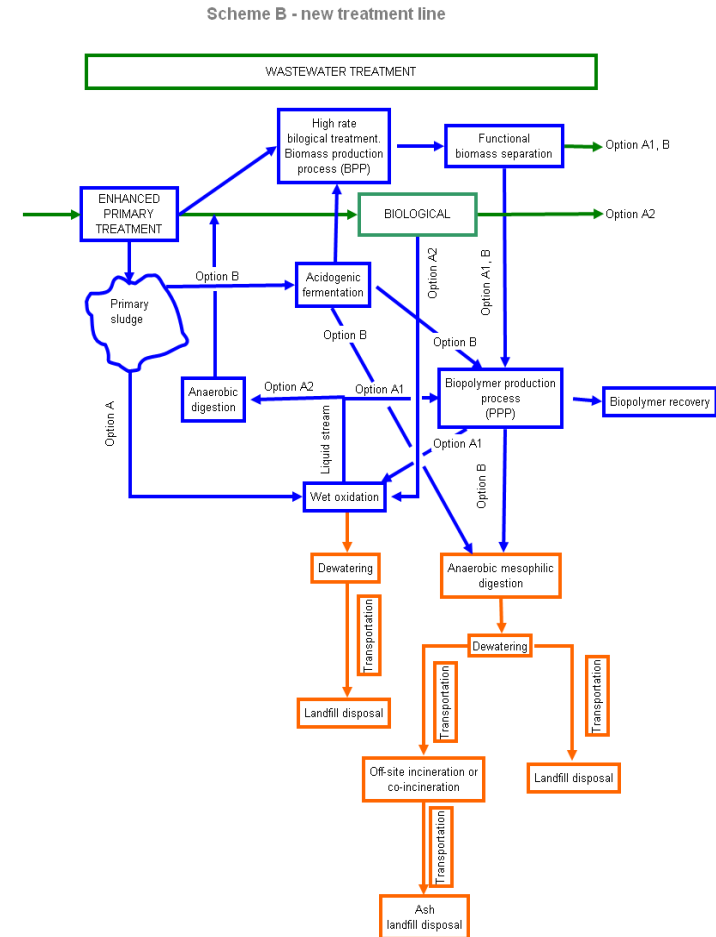 Scheme B - new treatment line
WASTEWATER TREATMENT
High rate
bilogical treatment.
Biomass production
process (BPP)
Functional
biomass separation
Option A1, B
ENHANCED
PRIMARY
TREATMENT
BIOLOGICAL
Option A2
Option B
Acidogenic
fermentation
Option A2
Option A1, B
Primary
sludge
Option B
Option B
Anaerobic
digestion
Option A2
Option A1
Biopolymer production
process
(PPP)
Biopolymer recovery
Option A
Liquid stream
Option A1
Option B
Wet oxidation
Dewatering
Anaerobic mesophilic
digestion
Transportation
Dewatering
Transportation
Transportation
Landfill disposal
Off-site incineration or
co-incineration
Landfill disposal
Transportation
Ash
landfill disposal